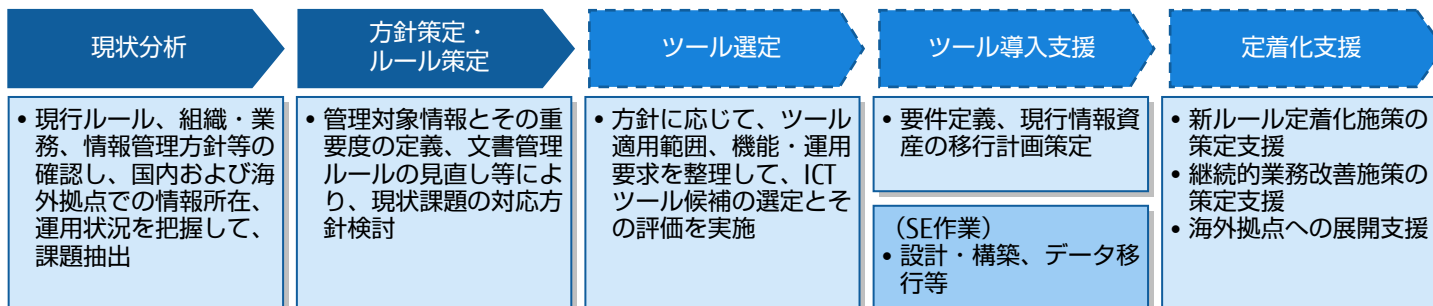 現状分析
方針策定・
ルール策定
ツール選定
ツール導入支援
定着化支援
• 現行ルール、組織・業
務、情報管理方針等の
確認し、国内および海
外拠点での情報所在、
運用状況を把握して、
課題抽出
• 管理対象情報とその重
要度の定義、文書管理
ルールの見直し等によ
り、現状課題の対応方
針検討
• 方針に応じて、ツール
適用範囲、機能・運用
要求を整理して、ICT
ツール候補の選定とそ
の評価を実施
• 要件定義、現行情報資
産の移行計画策定
（SE作業）
• 設計・構築、データ移
行等
• 新ルール定着化施策の
策定支援
• 継続的業務改善施策の
策定支援
• 海外拠点への展開支援